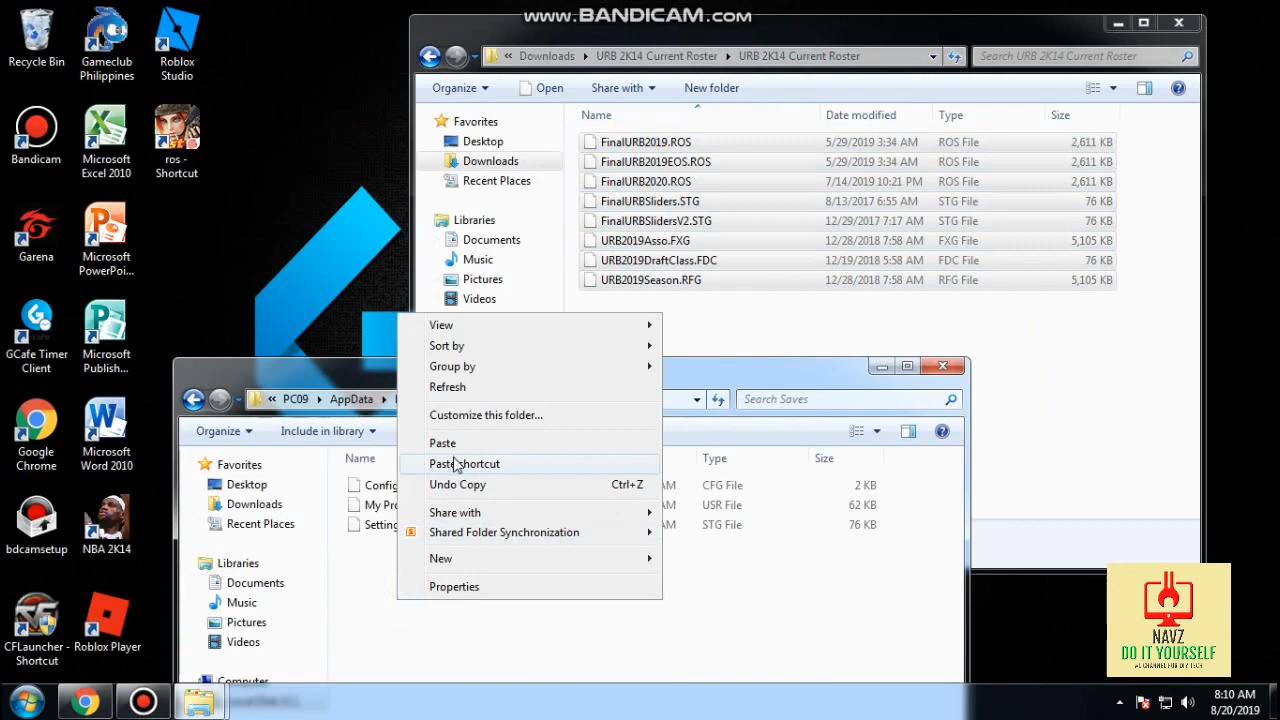 www.BANDICAM.com
Recycle Bin
Gameclub Philippines
Roblox Studio
Bandicam
Microsoft Excel 2010
ros - Shortcut
Garena
Microsoft PowerPoi...
GCafe Timer Client
Microsoft Publish...
Google Chrome
Microsoft Word 2010
bdcamsetup
NBA 2K14
CFLauncher - Shortcut
Roblox Player
« Downloads URB 2K14 Current Roster URB 2K14 Current Roster
Search URB 2K14 Current Roster
Organize Open Share with New folder
Favorites
Desktop
Downloads
Recent Places
Libraries
Documents
Music
Pictures
Videos
Name Date modified Type Size
FinalURB2019.ROS 5/29/2019 3:34 AM ROS File 2,611 KB
FinalURB2019EOS.ROS 5/29/2019 3:34 AM ROS File 2,611 KB
FinalURB2020.ROS 7/14/2019 10:21 PM ROS File 2,611 KB
FinalURBSliders.STG 8/13/2017 6:55 AM STG File 76 KB
FinalURBSlidersV2.STG 12/29/2017 7:17 AM STG File 76 KB
URB2019Asso.FXG 12/28/2018 7:58 AM FXG File 5,105 KB
URB2019DraftClass.FDC 12/19/2018 5:58 AM FDC File 76 KB
URB2019Season.RFG 12/28/2018 7:58 AM RFG File 5,105 KB
View
Sort by
Group by
Refresh
Customize this folder...
Paste
Paste shortcut
Undo Copy Ctrl+Z
Share with
Shared Folder Synchronization
New
Properties
« PC09 AppData
Search Saves
Organize Include in library
Favorites
Desktop
Downloads
Recent Places
Libraries
Documents
Music
Pictures
Videos
Computer
Name Type Size
Config CFG File 2 KB
My Pro USR File 62 KB
Setting STG File 76 KB
NAVZ
DO IT YOURSELF
8:10 AM
8/20/2019